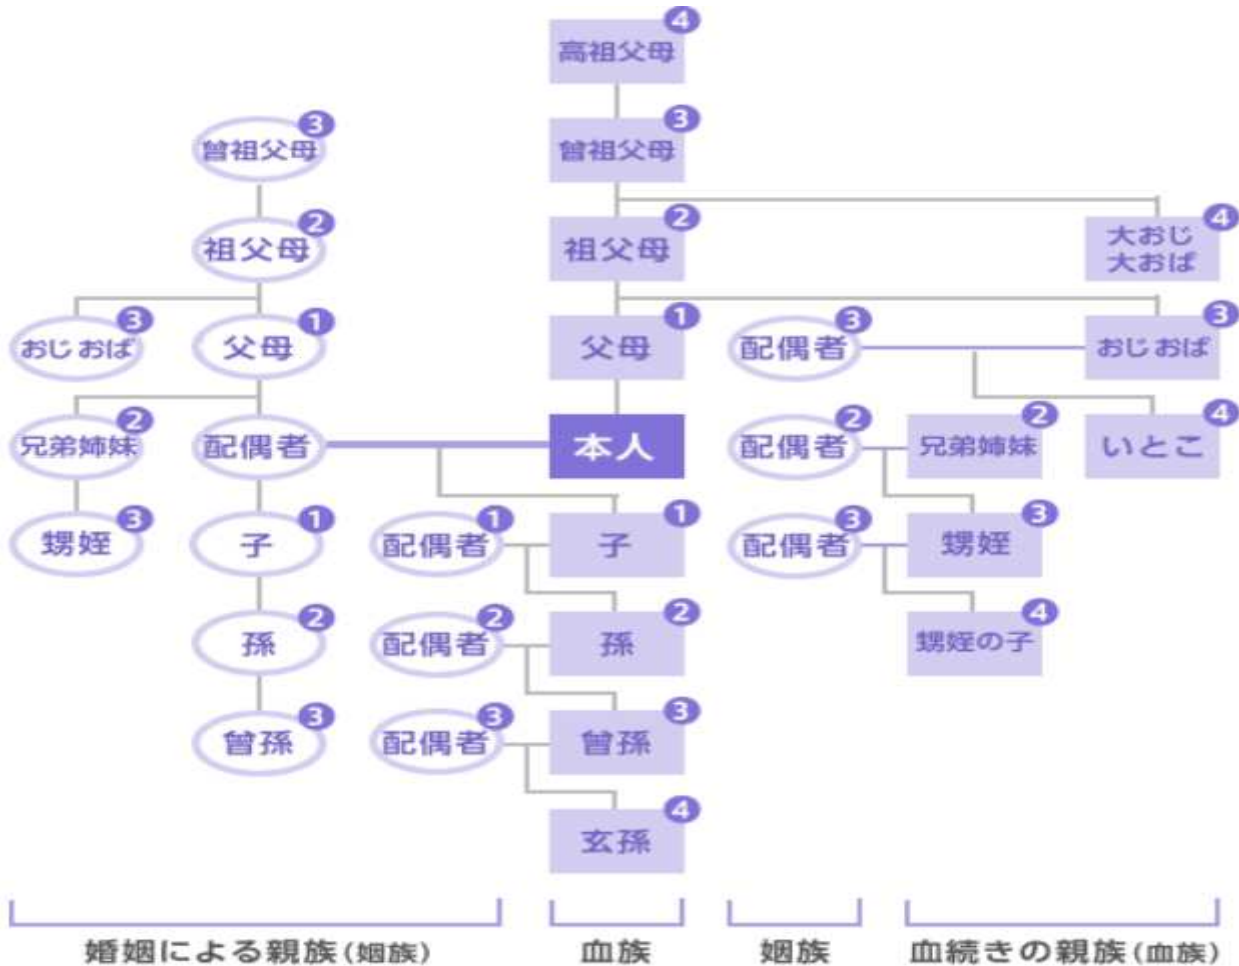 4
高祖父母
3
曾祖父母
3
曾祖父母
2
祖父母
2
祖父母
4
大おじ
大おば
3
おじおば
1
父母
1
父母
3
配偶者
3
おじおば
2
兄弟姉妹
配偶者
本人
2
配偶者
2
兄弟姉妹
4
いとこ
3
甥姪
1
子
1
配偶者
1
子
3
配偶者
3
甥姪
2
孫
2
配偶者
2
孫
4
甥姪の子
3
曾孫
3
配偶者
3
曾孫
4
玄孫
婚姻による親族(姻族)
血族
姻族
血続きの親族(血族)